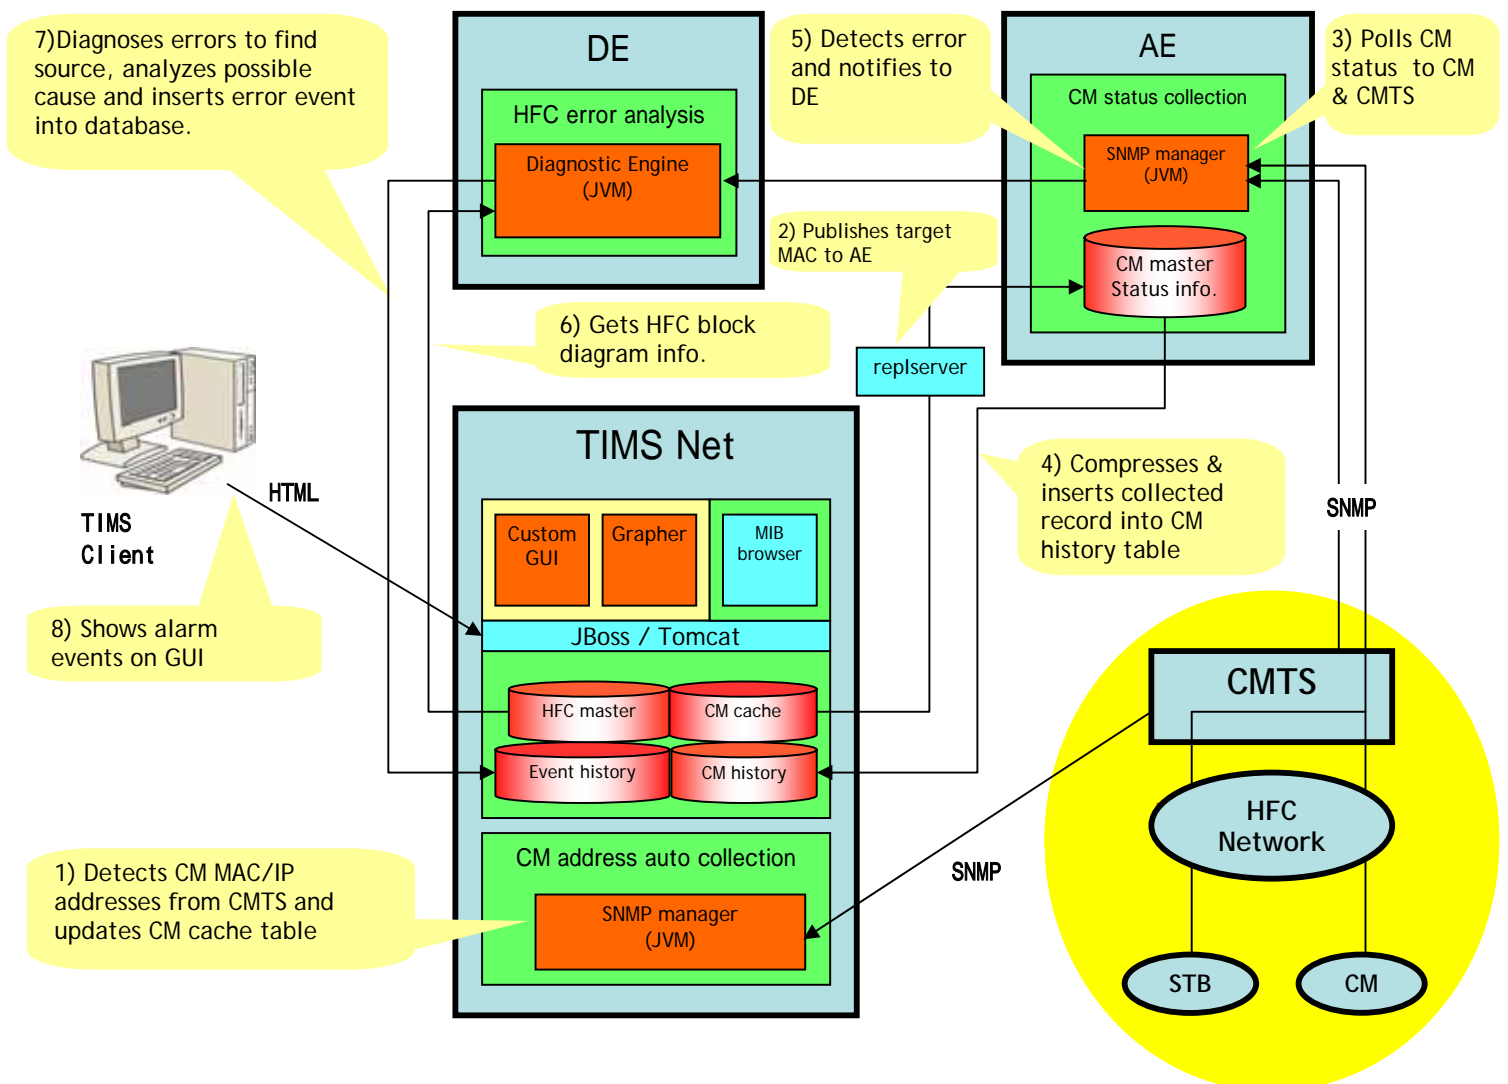 7)Diagnoses errors to find
source, analyzes possible
cause and inserts error event
into database.
DE
HFC error analysis
Diagnostic Engine
(JVM)
5) Detects error
and notifies to
DE
AE
CM status collection
SNMP manager
(JVM)
CM master
Status info.
3) Polls CM
status to CM
& CMTS
2) Publishes target
MAC to AE
6) Gets HFC block
diagram info.
replserver
TIMS
Client
HTML
8) Shows alarm
events on GUI
TIMS Net
Custom
GUI
Grapher
MIB
browser
JBoss / Tomcat
HFC master
CM cache
Event history
CM history
CM address auto collection
SNMP manager
(JVM)
1) Detects CM MAC/IP
addresses from CMTS and
updates CM cache table
4) Compresses &
inserts collected
record into CM
history table
SNMP
SNMP
CMTS
HFC
Network
STB
CM